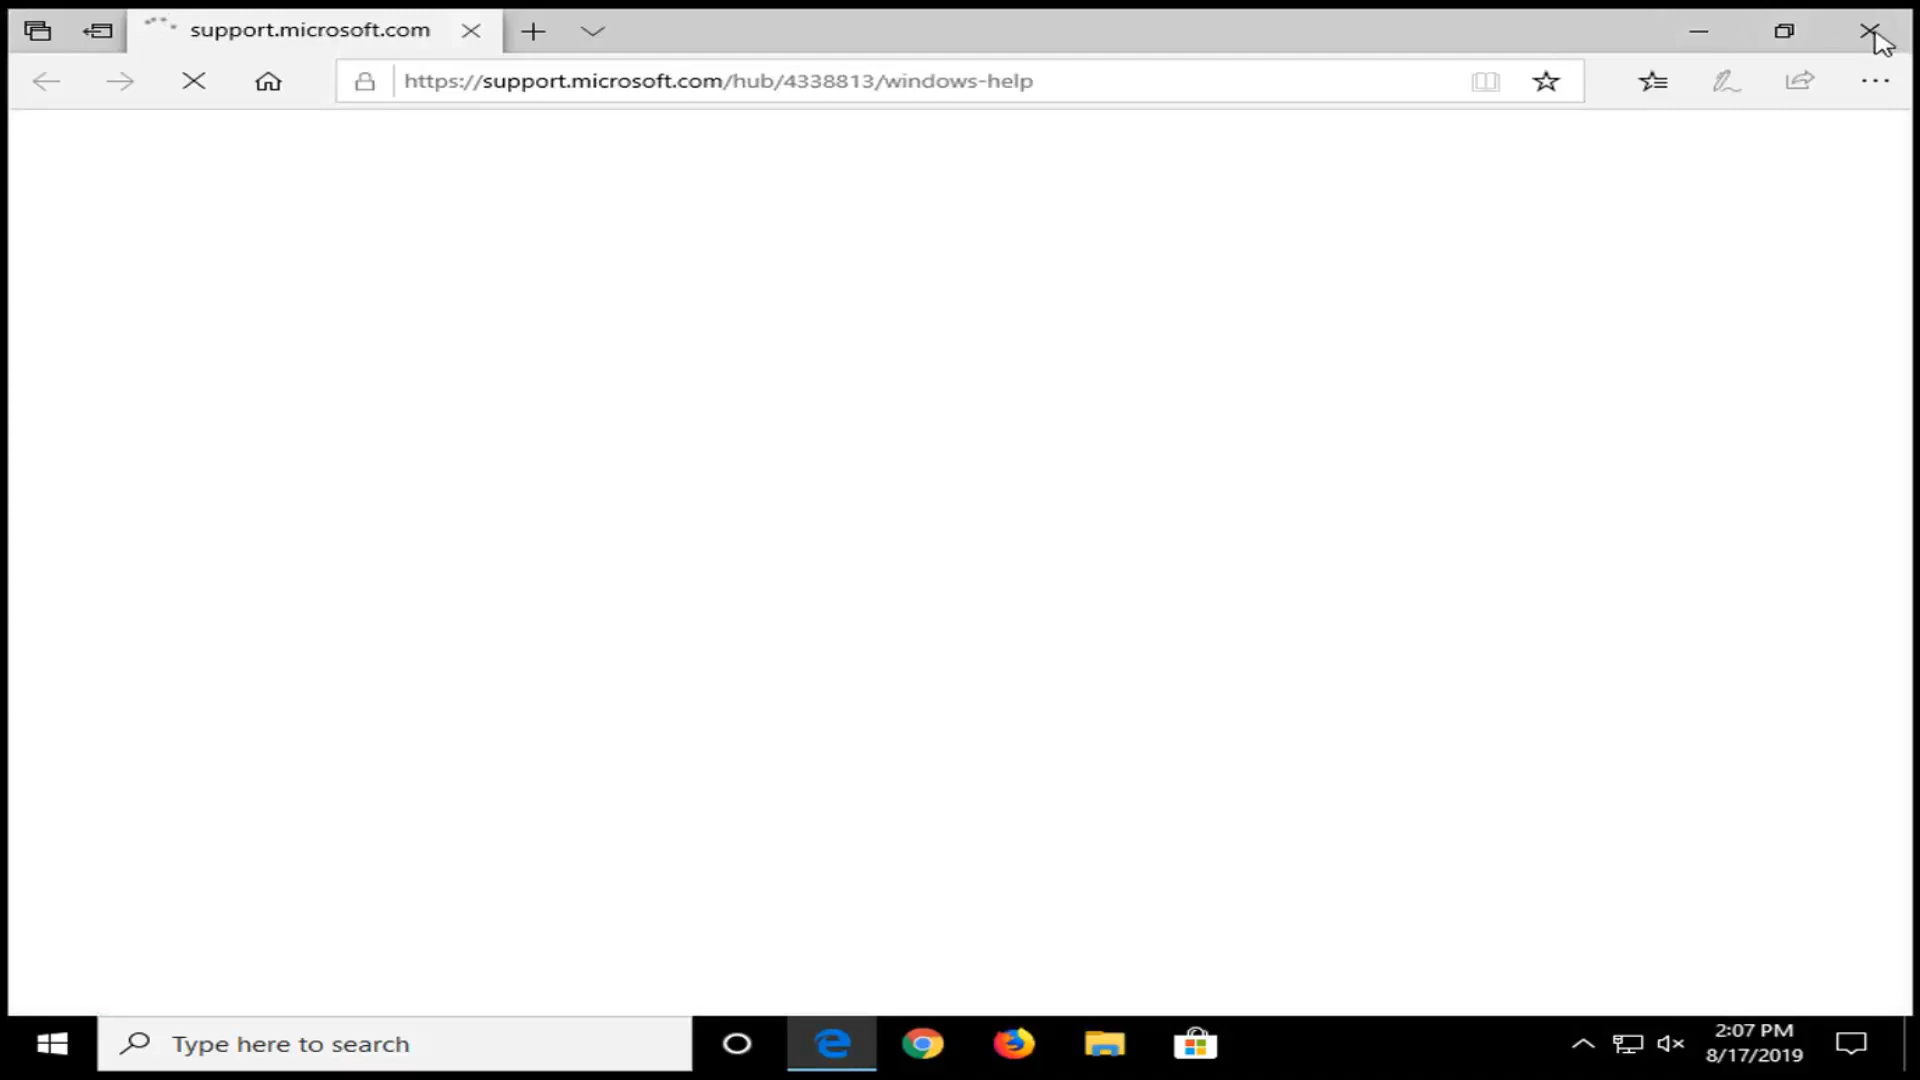 support.microsoft.com
https://support.microsoft.com/hub/4338813/windows-help
Type here to search
2:07 PM
8/17/2019